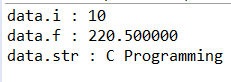 data.i : 10
data.f : 220.500000
data.str : C Programming